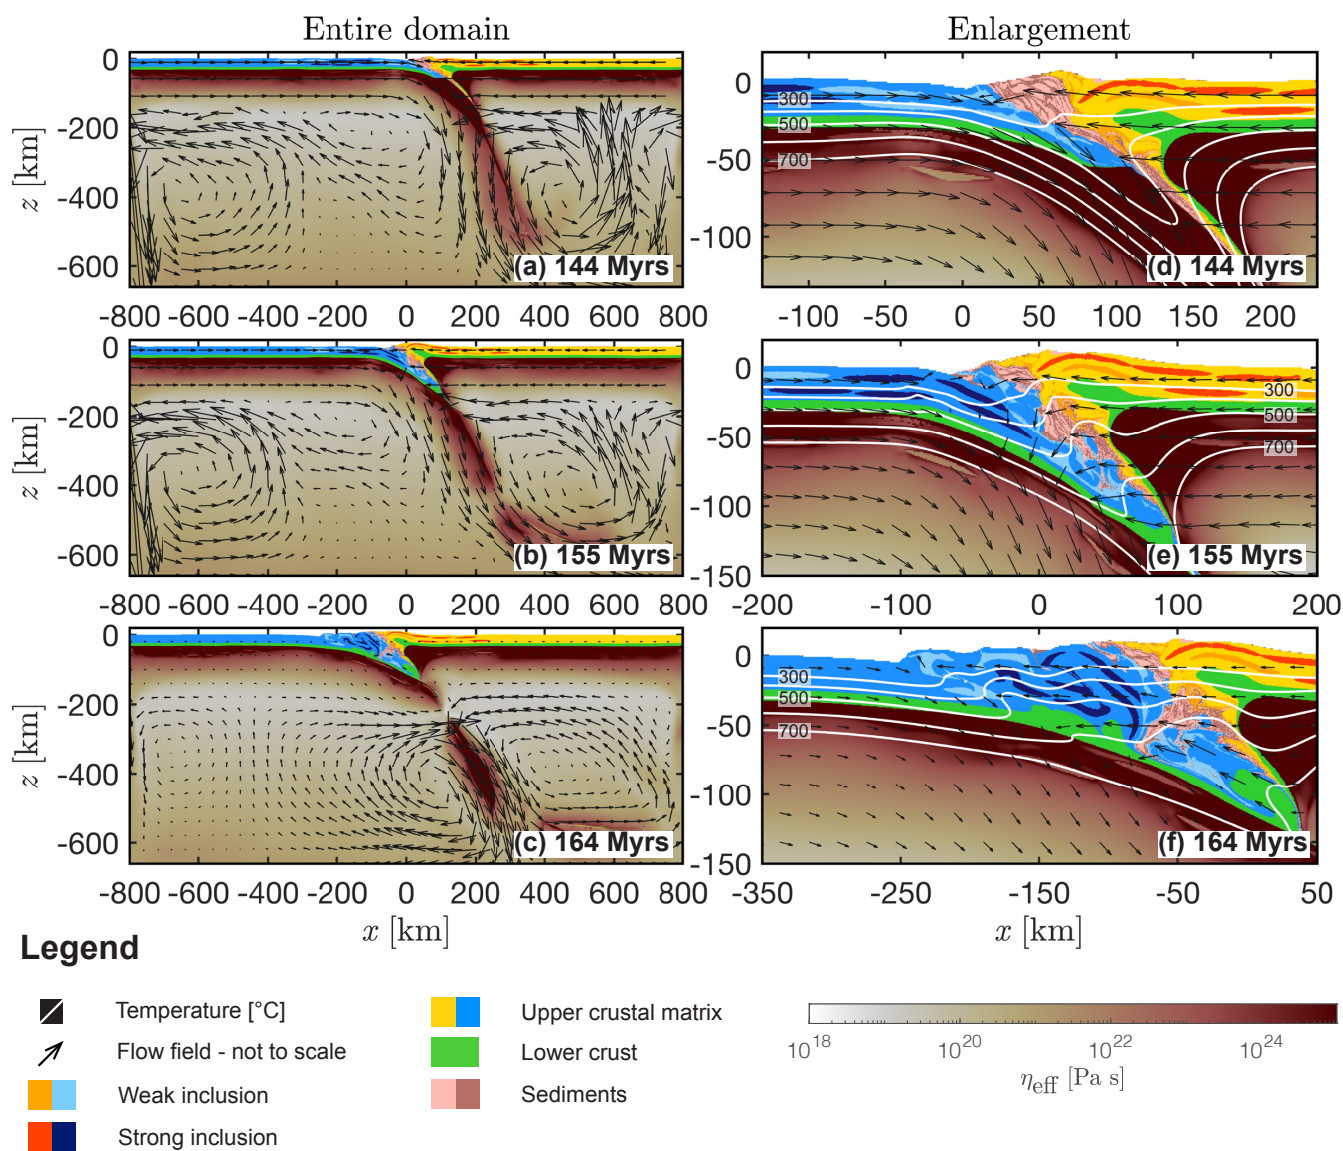 Entire domain
Enlargement
0
-200
-400
-600
z [km]
(a) 144 Myrs
-800 -600 -400 -200 0 200 400 600 800
0
-50
-100
300
500
700
(d) 144 Myrs
-100 -50 0 50 100 150 200
0
-200
-400
-600
z [km]
(b) 155 Myrs
-800 -600 -400 -200 0 200 400 600 800
0
-50
-100
-150
300
500
700
(e) 155 Myrs
-200 -100 0 100 200
0
-200
-400
-600
z [km]
(c) 164 Myrs
-800 -600 -400 -200 0 200 400 600 800
x [km]
0
-50
-100
-150
300
500
700
(f) 164 Myrs
-350 -250 -150 -50 50
x [km]
Legend
Temperature [°C]
Flow field - not to scale
Weak inclusion
Strong inclusion
Upper crustal matrix
Lower crust
Sediments
10^18 10^20 10^22 10^24
η_eff [Pa s]